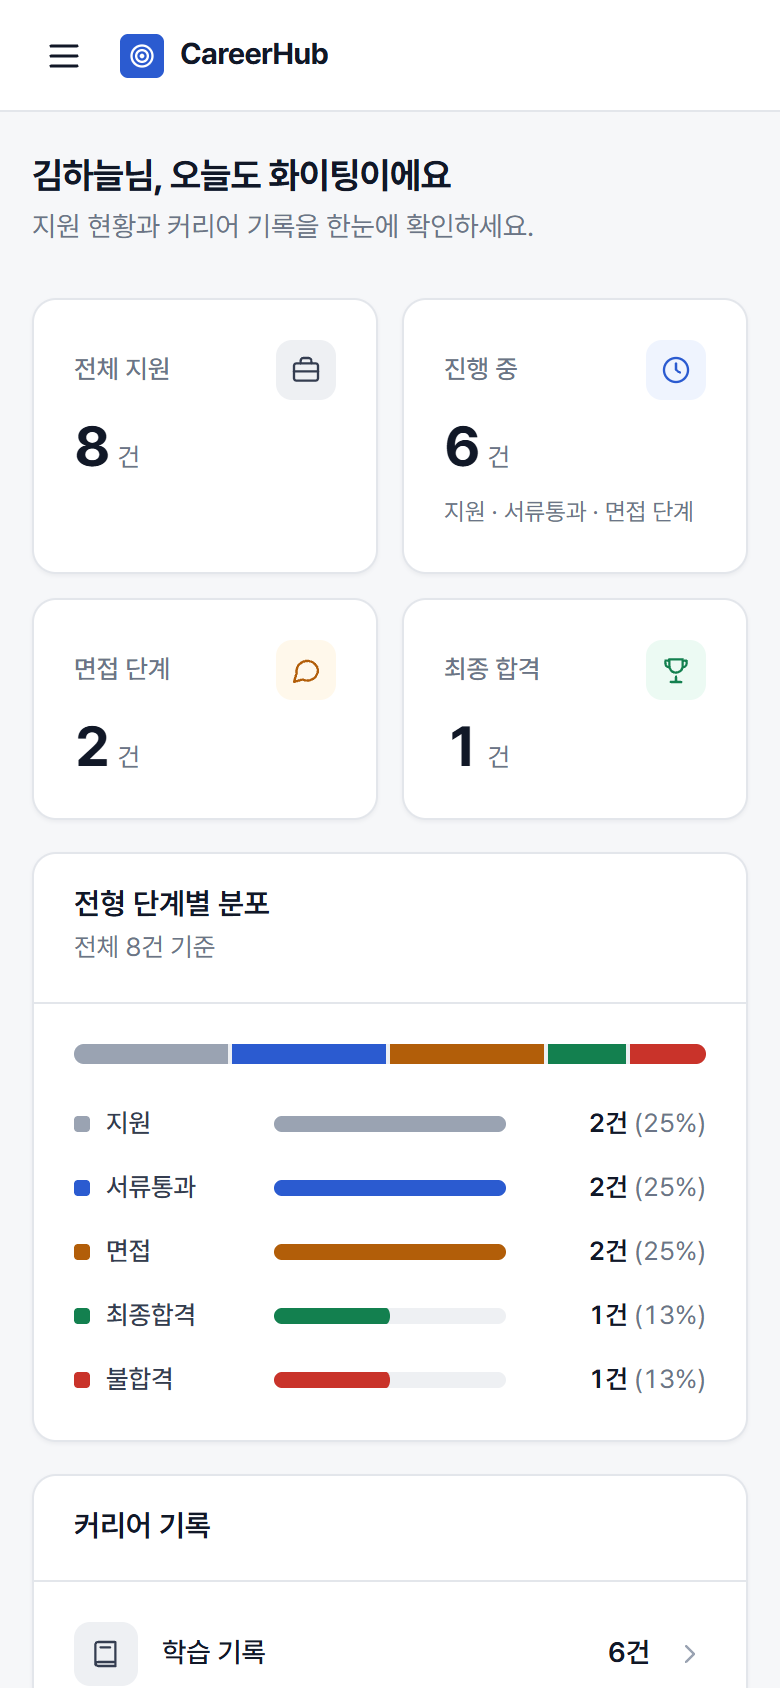 CareerHub
김하늘님, 오늘도 화이팅이에요
지원 현황과 커리어 기록을 한눈에 확인하세요.
전체 지원
8 건
진행 중
6 건
지원 · 서류통과 · 면접 단계
면접 단계
2 건
최종 합격
1 건
전형 단계별 분포
전체 8건 기준
지원 2건 (25%)
서류통과 2건 (25%)
면접 2건 (25%)
최종합격 1건 (13%)
불합격 1건 (13%)
커리어 기록
학습 기록 6건